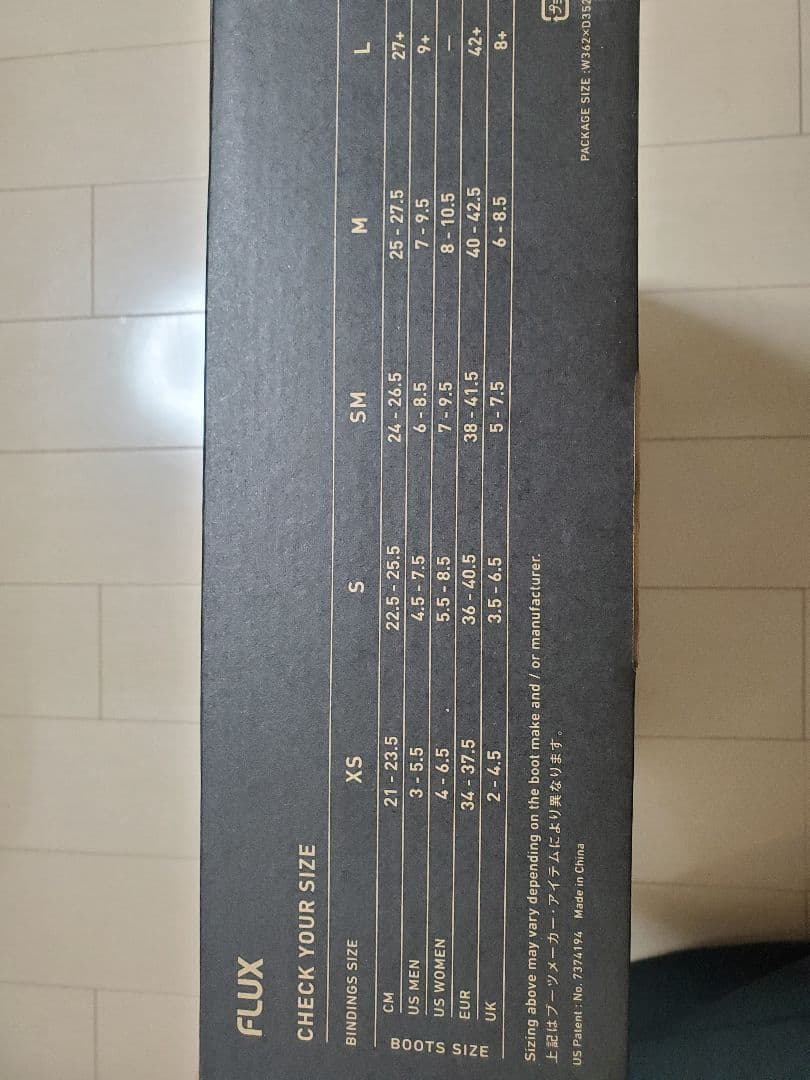 FLUX
CHECK YOUR SIZE
BINDINGS SIZE XS S SM M L
BOOTS SIZE
CM 21 - 23.5 22.5 - 25.5 24 - 26.5 25 - 27.5 27+
US MEN 3 - 5.5 4.5 - 7.5 6 - 8.5 7 - 9.5 9+
US WOMEN 4 - 6.5 5.5 - 8.5 7 - 9.5 8 - 10.5 —
EUR 34 - 37.5 36 - 40.5 38 - 41.5 40 - 42.5 42+
UK 2 - 4.5 3.5 - 6.5 5 - 7.5 6 - 8.5 8+
Sizing above may vary depending on the boot make and / or manufacturer.
上記はブーツメーカー・アイテムにより異なります。
US Patent : No. 7374194 Made in China
PACKAGE SIZE :W362×D352